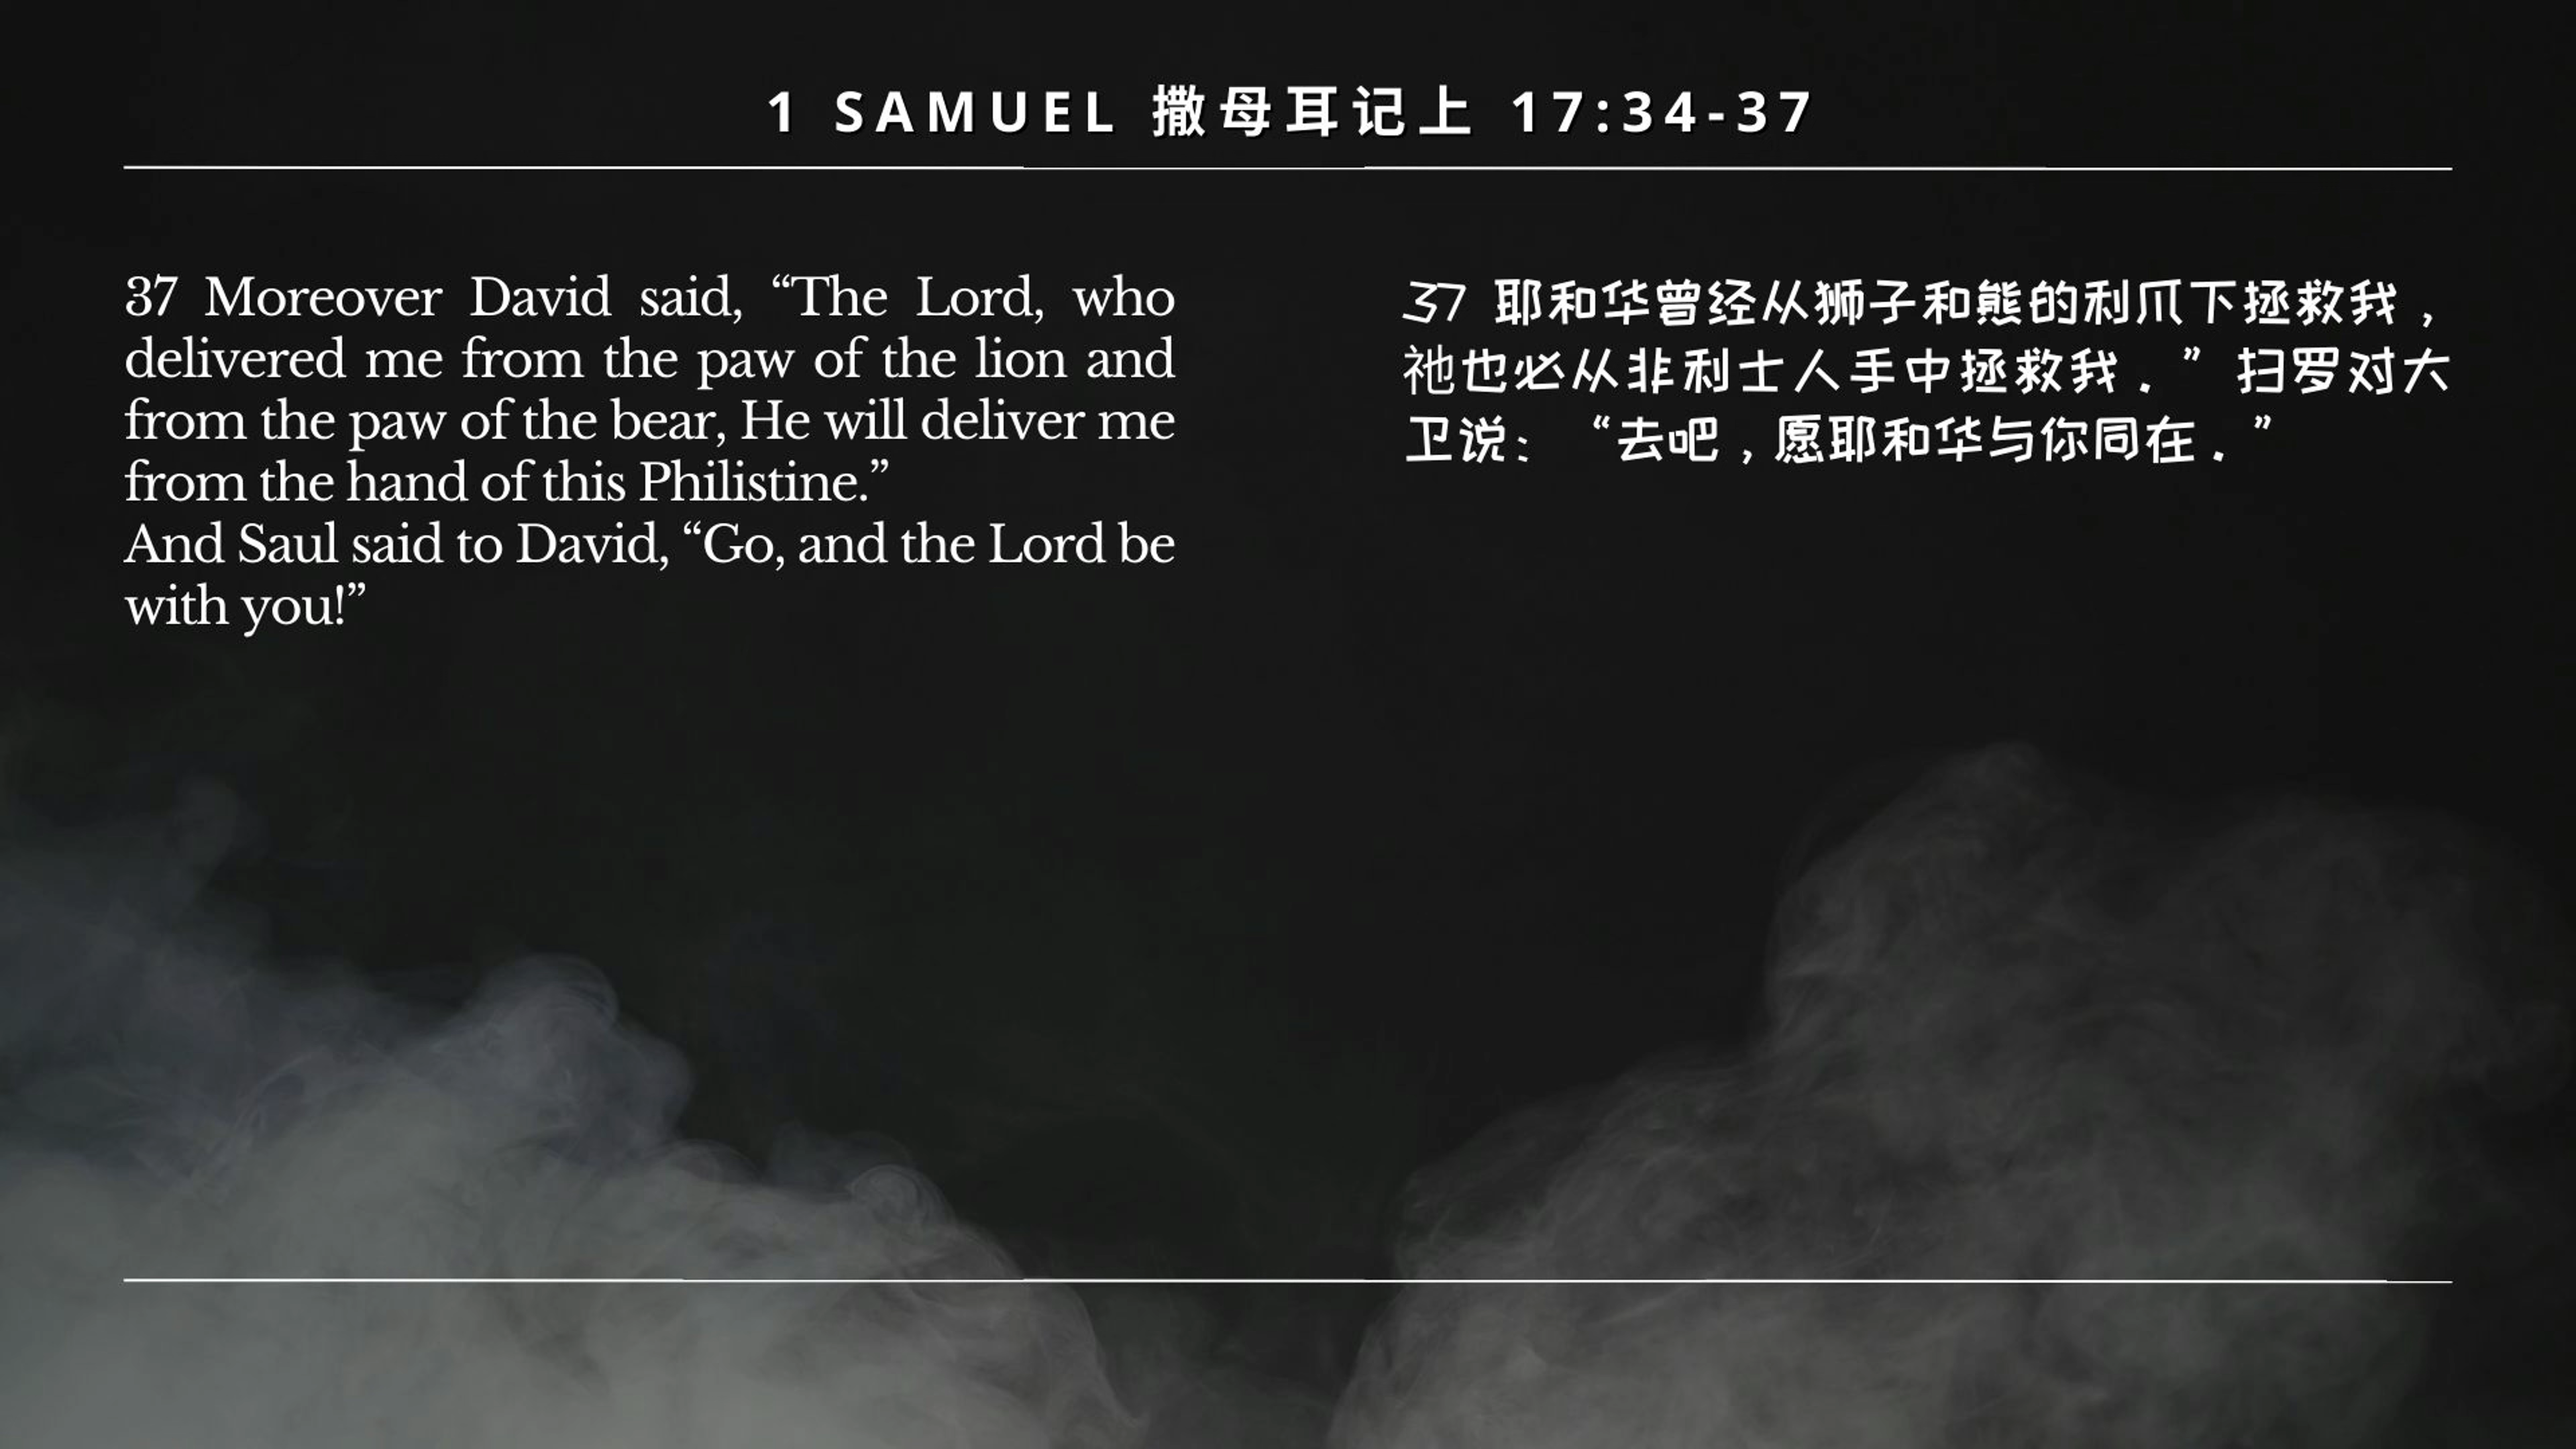 1 SAMUEL 撒母耳记上 17:34-37
37 Moreover David said, “The Lord, who
delivered me from the paw of the lion and
from the paw of the bear, He will deliver me
from the hand of this Philistine.”
And Saul said to David, “Go, and the Lord be
with you!”
37 耶和华曾经从狮子和熊的利爪下拯救我，
祂也必从非利士人手中拯救我．”扫罗对大
卫说：“去吧，愿耶和华与你同在．”